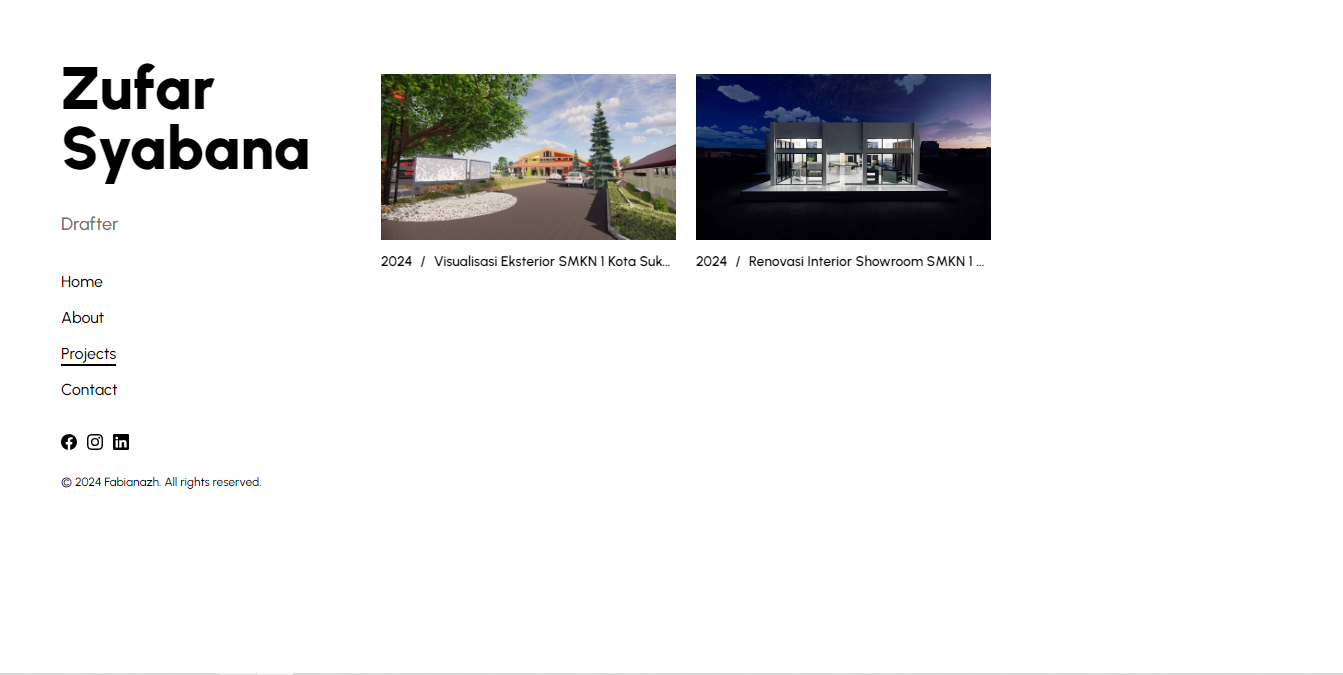 Zufar
Syabana
Drafter
Home
About
Projects
Contact
© 2024 Fabianazh. All rights reserved.
2024 / Visualisasi Eksterior SMKN 1 Kota Suk...
2024 / Renovasi Interior Showroom SMKN 1 ...